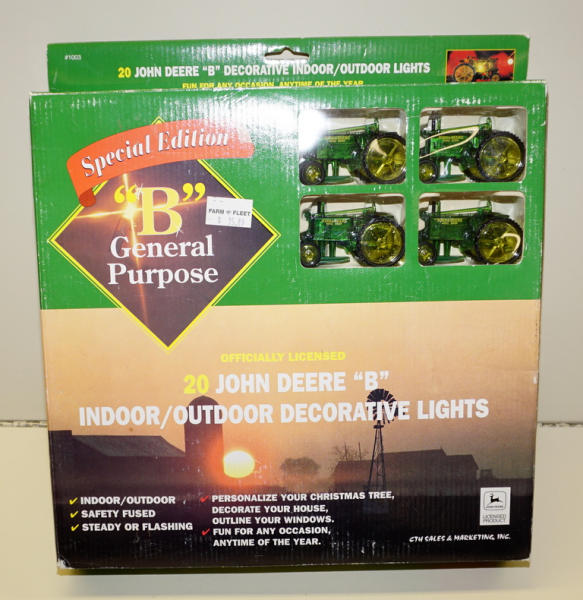 #1003
20 JOHN DEERE "B" DECORATIVE INDOOR/OUTDOOR LIGHTS
FUN FOR ANY OCCASION, ANYTIME OF THE YEAR
Special Edition
"B"
General
Purpose
FARM FLEET
OFFICIALLY LICENSED
20 JOHN DEERE "B"
INDOOR/OUTDOOR DECORATIVE LIGHTS
✓ INDOOR/OUTDOOR
✓ SAFETY FUSED
✓ STEADY OR FLASHING
✓ PERSONALIZE YOUR CHRISTMAS TREE,
DECORATE YOUR HOUSE,
OUTLINE YOUR WINDOWS.
✓ FUN FOR ANY OCCASION,
ANYTIME OF THE YEAR.
JOHN DEERE
LICENSED
PRODUCT
GTH SALES & MARKETING, INC.